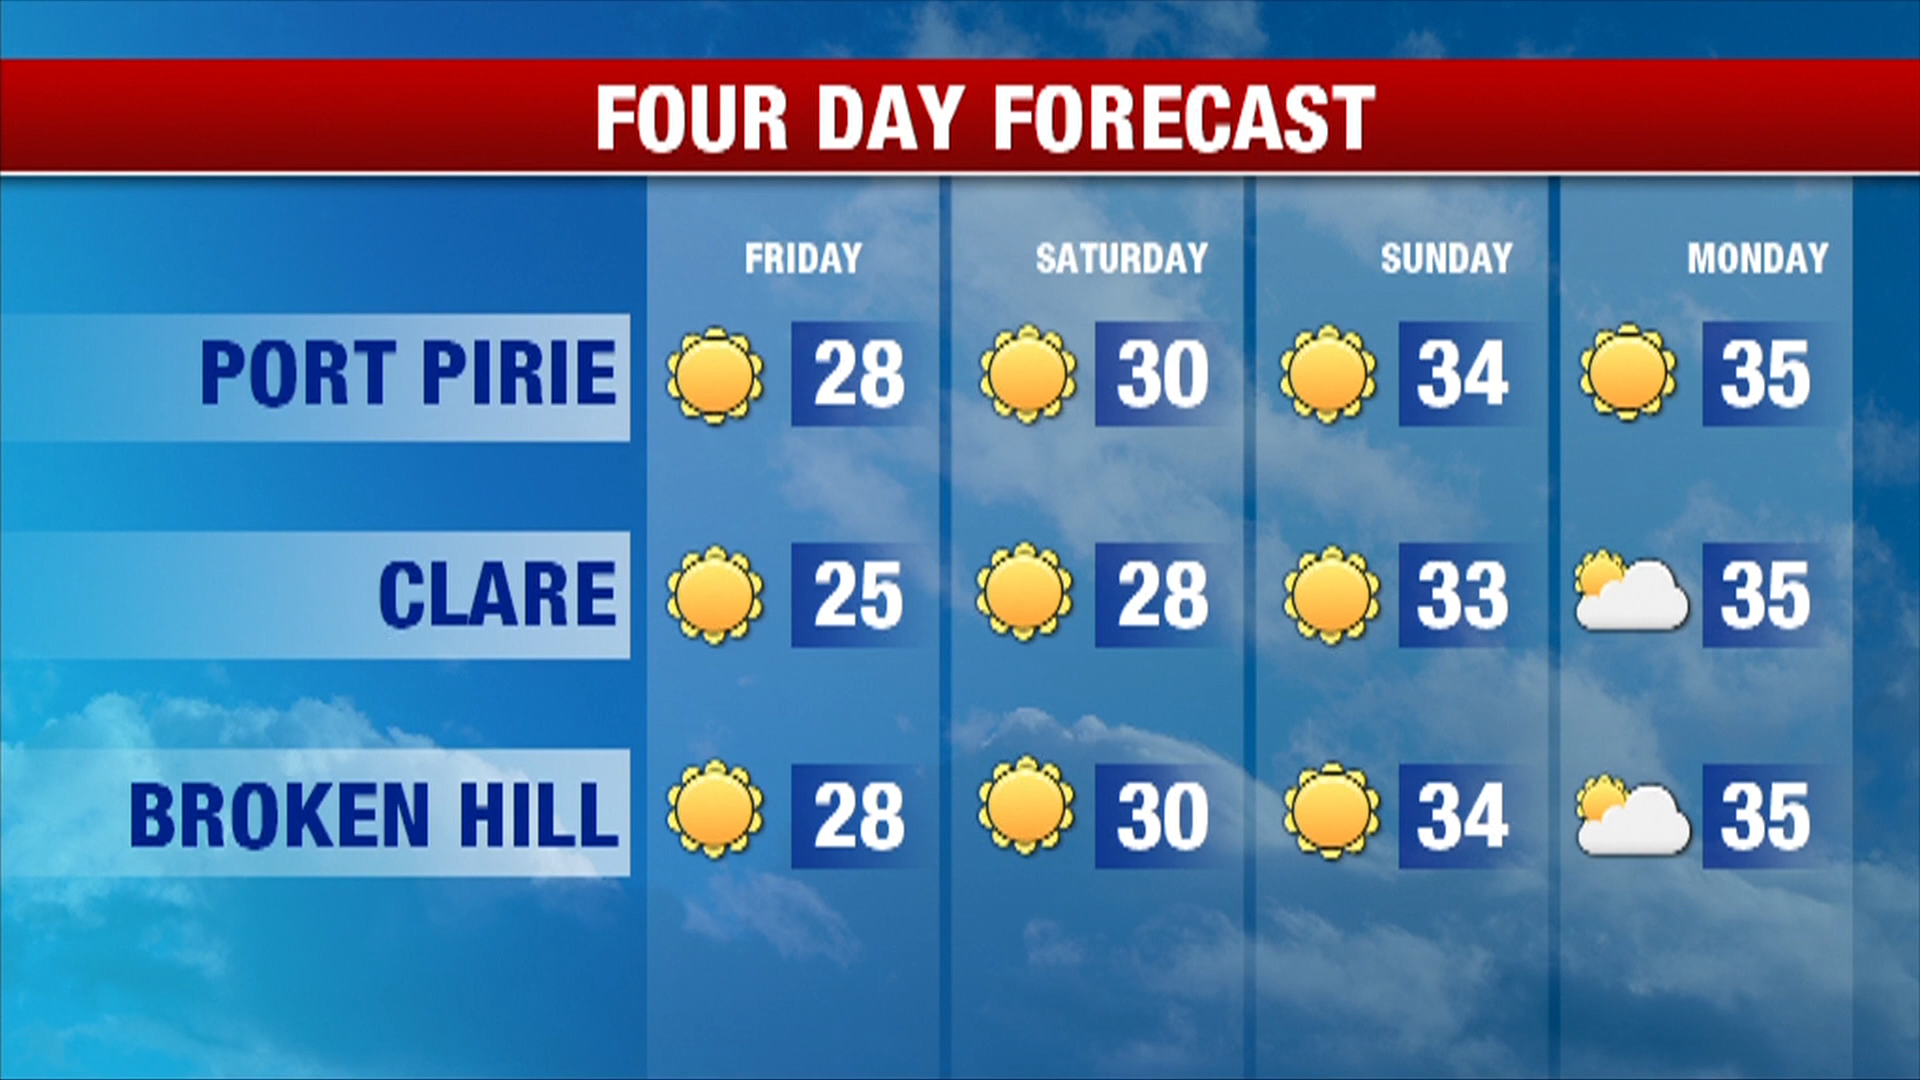 FOUR DAY FORECAST
FRIDAY SATURDAY SUNDAY MONDAY
PORT PIRIE 28 30 34 35
CLARE 25 28 33 35
BROKEN HILL 28 30 34 35